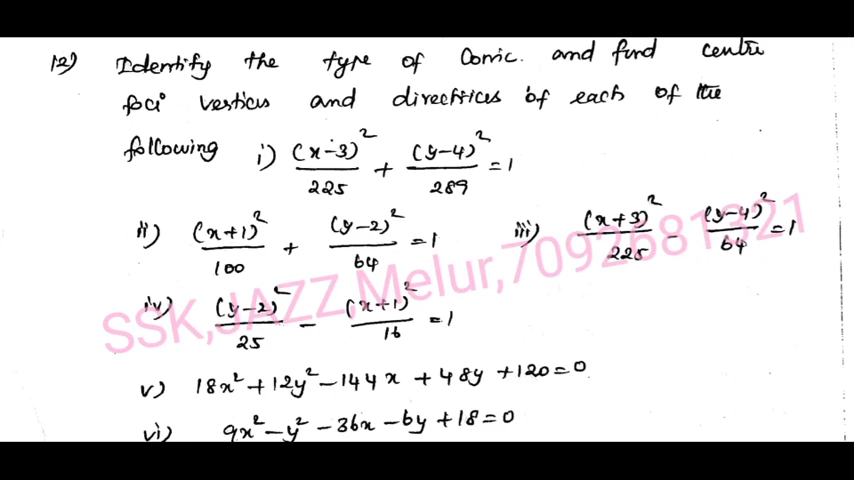 12) Identify the type of Conic. and find centre
foci vertices and directrices of each of the
following i) (x-3)²/225 + (y-4)²/289 = 1
ii) (x+1)²/100 + (y-2)²/64 = 1 iii) (x+3)²/225 - (y-4)²/64 = 1
iv) (y-2)²/25 - (x+1)²/16 = 1
v) 18x² + 12y² - 144x + 48y + 120 = 0
vi) 9x² - y² - 36x - 6y + 18 = 0
SSK,JAZZ,Melur,7092681321